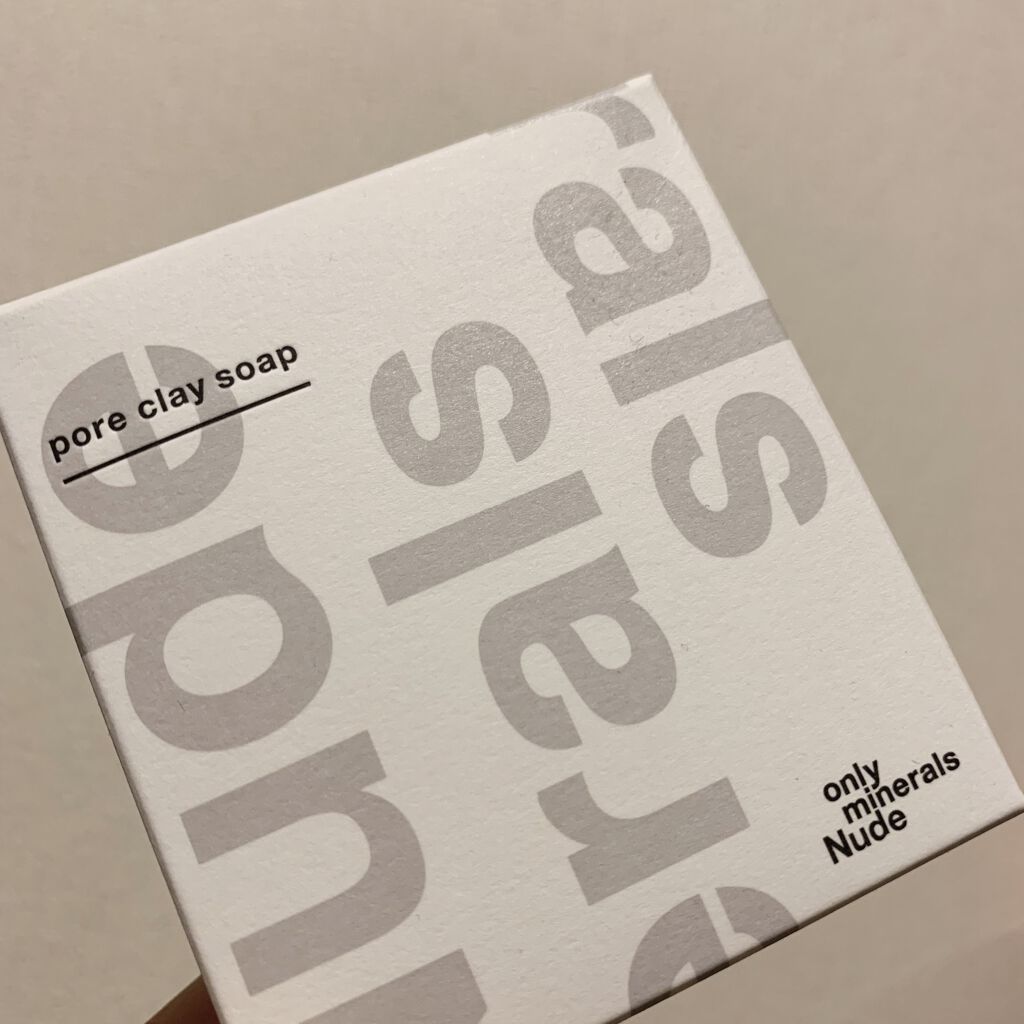 pore clay soap
only
minerals
Nude